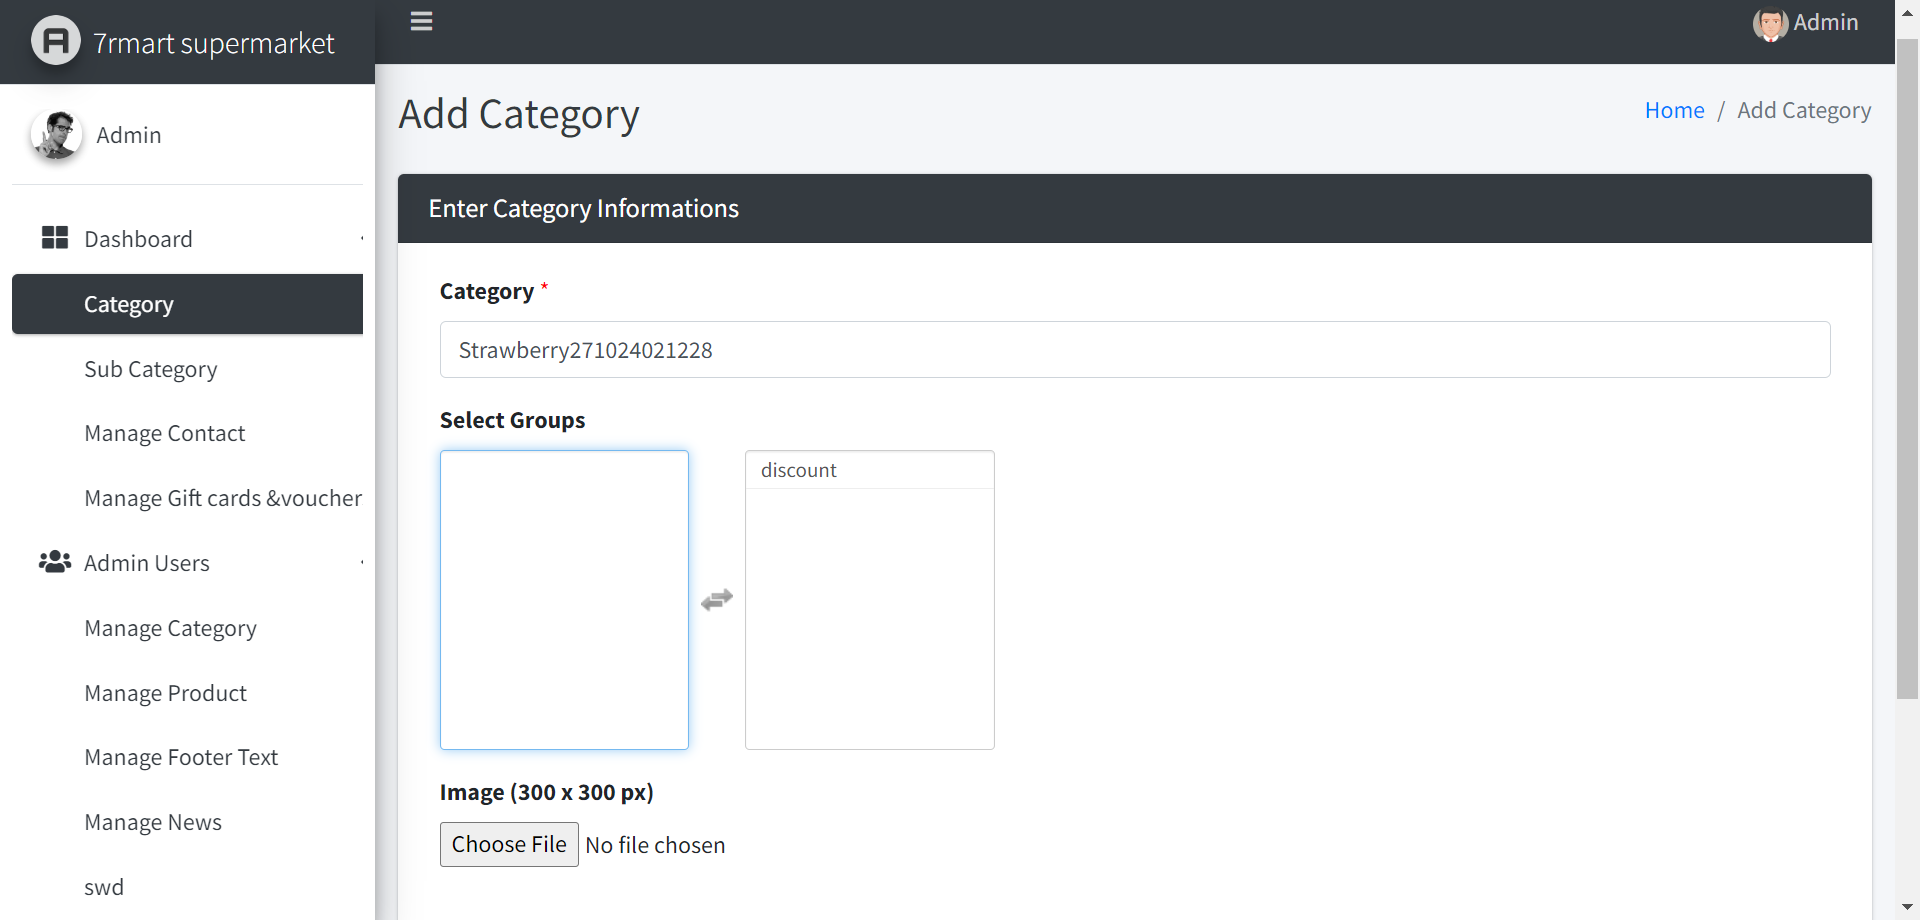 7rmart supermarket
Admin
Admin
Dashboard
Category
Sub Category
Manage Contact
Manage Gift cards &voucher
Admin Users
Manage Category
Manage Product
Manage Footer Text
Manage News
swd
Add Category
Home / Add Category
Enter Category Informations
Category *
Strawberry271024021228
Select Groups
discount
Image (300 x 300 px)
Choose File No file chosen